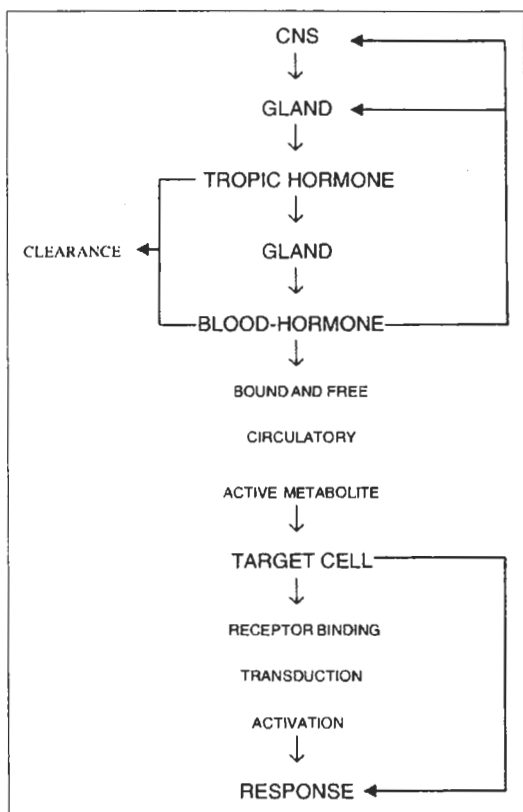 CNS
GLAND
TROPIC HORMONE
CLEARANCE
GLAND
BLOOD-HORMONE
BOUND AND FREE
CIRCULATORY
ACTIVE METABOLITE
TARGET CELL
RECEPTOR BINDING
TRANSDUCTION
ACTIVATION
RESPONSE